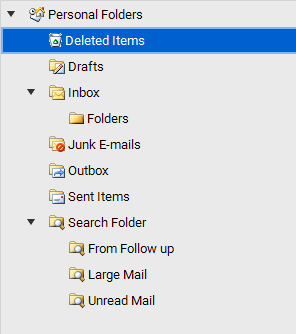 Personal Folders
Deleted Items
Drafts
Inbox
Folders
Junk E-mails
Outbox
Sent Items
Search Folder
From Follow up
Large Mail
Unread Mail